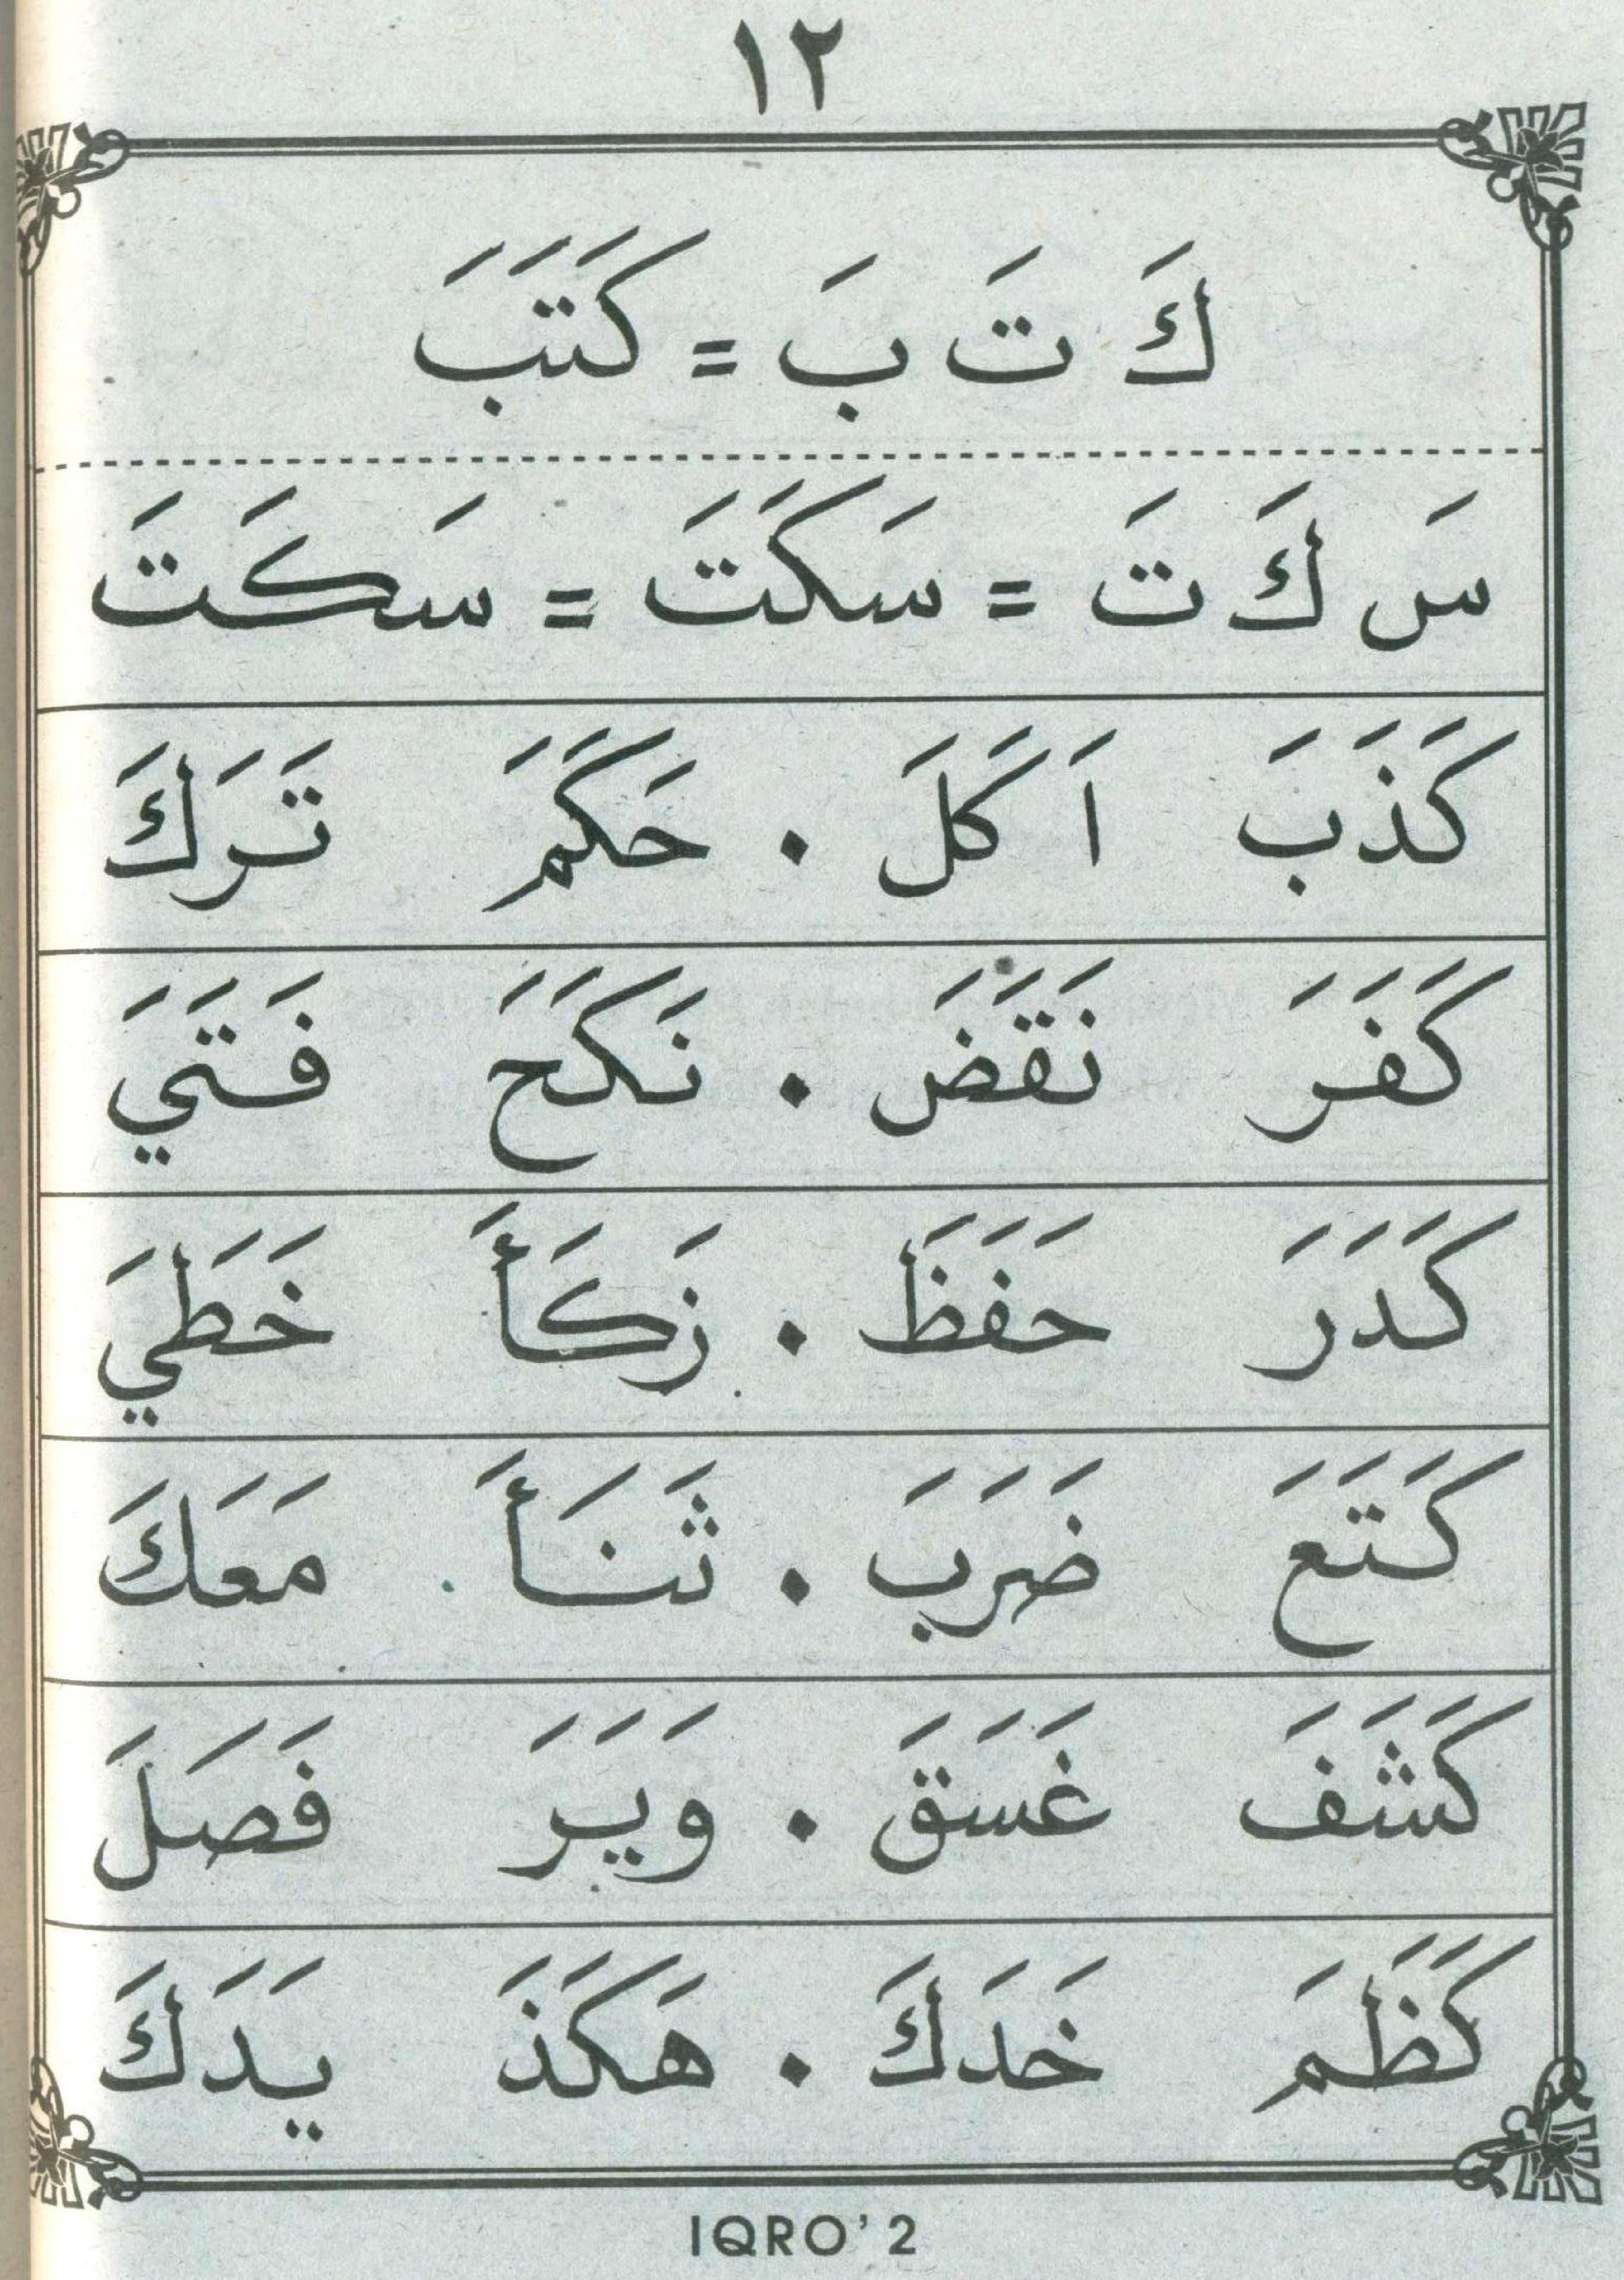 ١٢
كَ تَ بَ = كَتَبَ
سَ كَ تَ = سَكَتَ = سَكَتَ
كَذَبَ اَكَلَ . حَكَمَ تَرَكَ
كَفَرَ نَقَضَ . نَكَحَ فَتَيَ
كَدَرَ حَفَظَ . زَكَأَ خَطَيَ
كَتَعَ ضَرَبَ . ثَنَأَ مَعَكَ
كَشَفَ غَسَقَ . وَيَرَ فَصَلَ
كَظَمَ خَدَكَ . هَكَذَ يَدَكَ
IQRO' 2